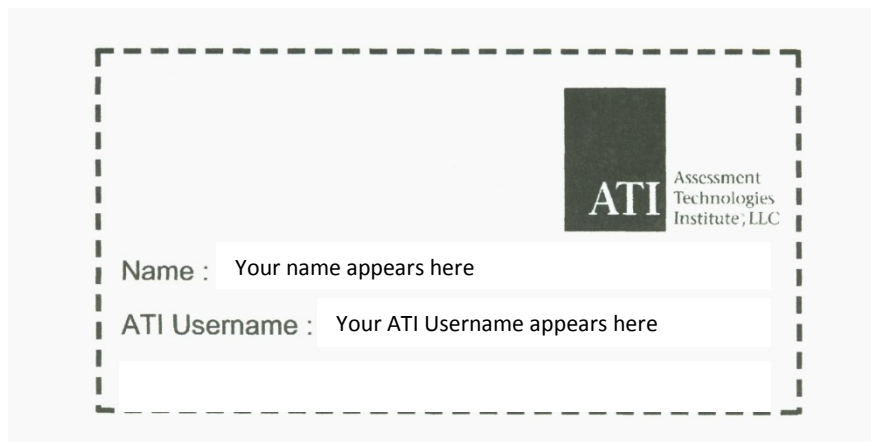 ATI
Assessment
Technologies
Institute, LLC
Name : Your name appears here
ATI Username : Your ATI Username appears here